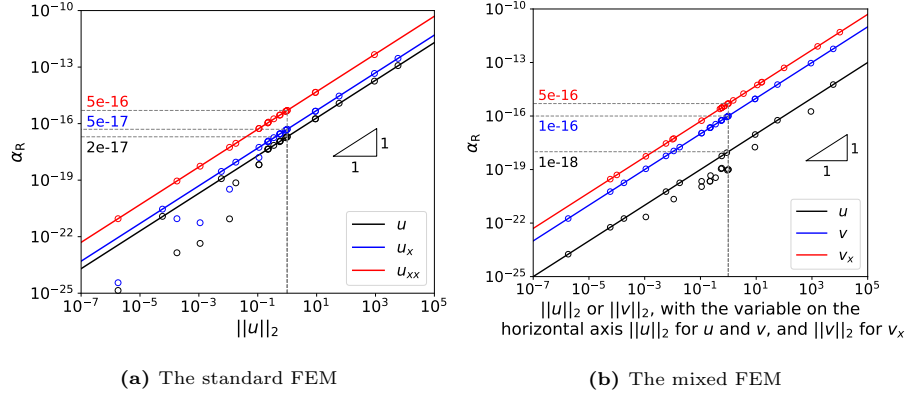 10^-10
10^-13
10^-16
10^-19
10^-22
10^-25
α_R
5e-16
5e-17
2e-17
1
1
u
u_x
u_xx
10^-7 10^-5 10^-3 10^-1 10^1 10^3 10^5
||u||_2
(a) The standard FEM
10^-10
10^-13
10^-16
10^-19
10^-22
10^-25
α_R
5e-16
1e-16
1e-18
1
1
u
v
v_x
10^-7 10^-5 10^-3 10^-1 10^1 10^3 10^5
||u||_2 or ||v||_2, with the variable on the
horizontal axis ||u||_2 for u and v, and ||v||_2 for v_x
(b) The mixed FEM